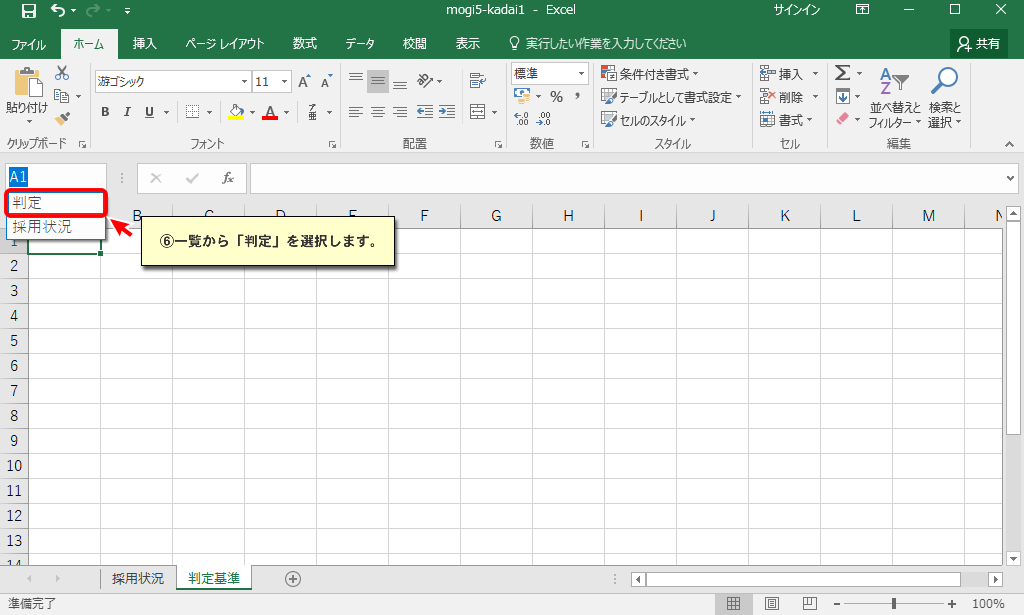 mogi5-kadai1 - Excel
サインイン
ファイル ホーム 挿入 ページ レイアウト 数式 データ 校閲 表示 実行したい作業を入力してください 共有
貼り付け
クリップボード
游ゴシック 11 A A
B I U A
フォント
配置
標準
% ,
.0 .00
.00 .0
数値
条件付き書式
テーブルとして書式設定
セルのスタイル
スタイル
挿入
削除
書式
セル
Σ
A
Z
並べ替えと
フィルター
検索と
選択
編集
A1 fx
判定
採用状況
B C D E F G H I J K L M N
⑥一覧から「判定」を選択します。
1
2
3
4
5
6
7
8
9
10
11
12
13
14
採用状況 判定基準
準備完了 100%